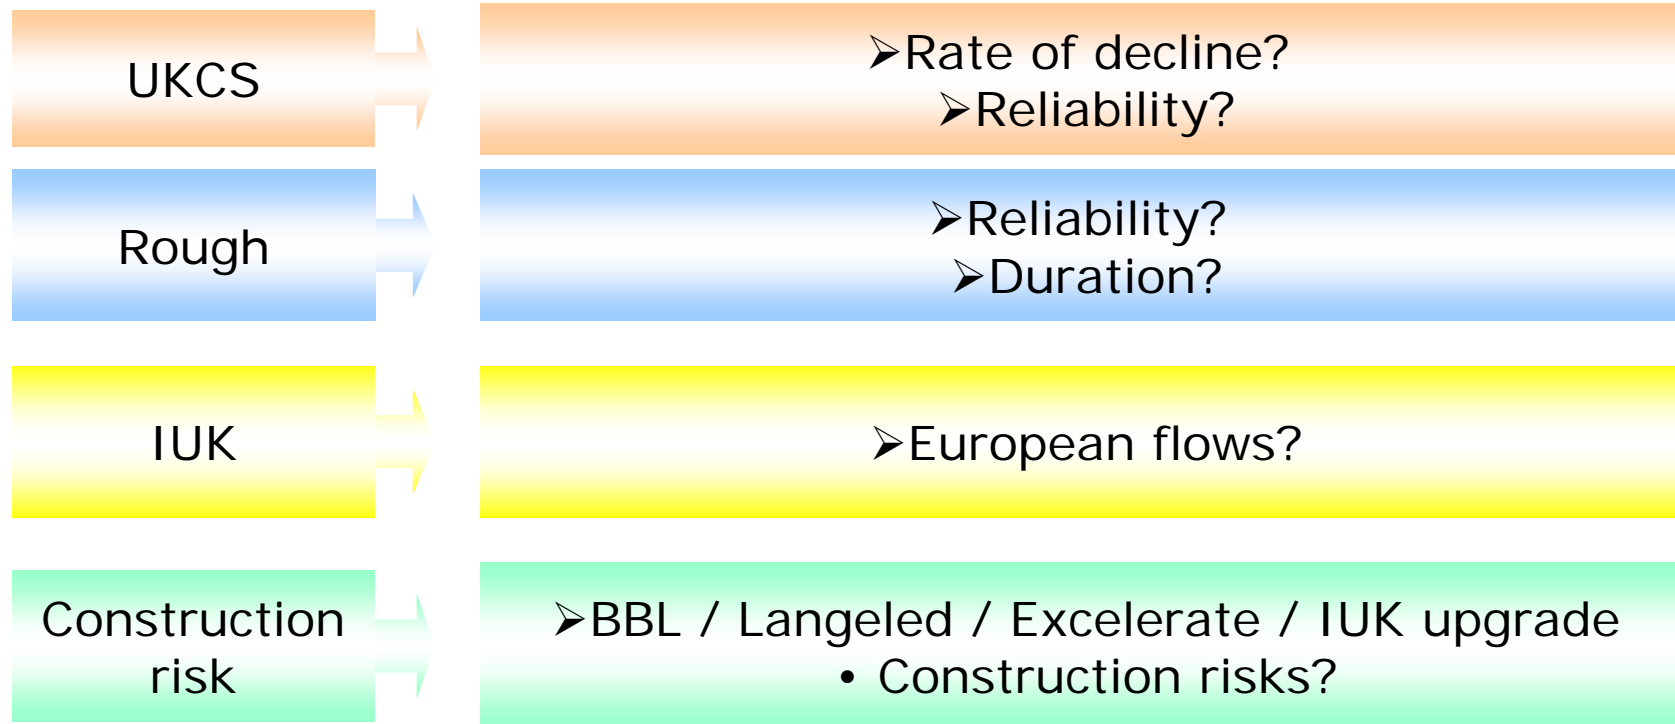 UKCS
➢Rate of decline?
➢Reliability?
Rough
➢Reliability?
➢Duration?
IUK
➢European flows?
Construction
risk
➢BBL / Langeled / Excelerate / IUK upgrade
• Construction risks?